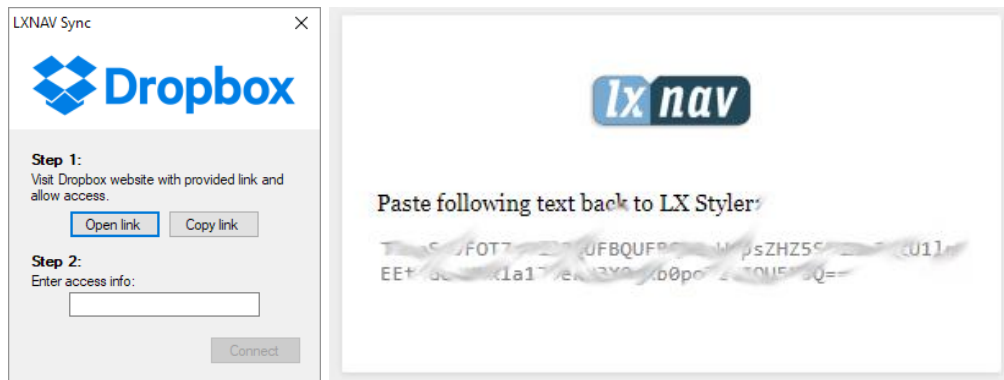 LXNAV Sync
Dropbox
Step 1:
Visit Dropbox website with provided link and
allow access.
Open link
Copy link
Step 2:
Enter access info:
Connect
lx nav
Paste following text back to LX Styler: